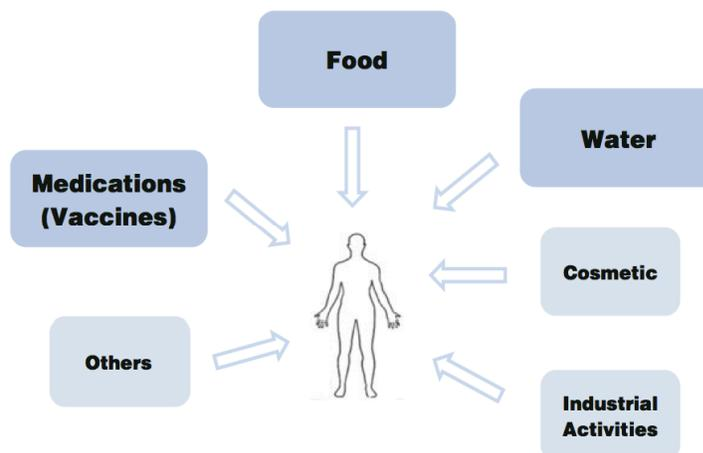 Food
Water
Medications
(Vaccines)
Cosmetic
Others
Industrial
Activities